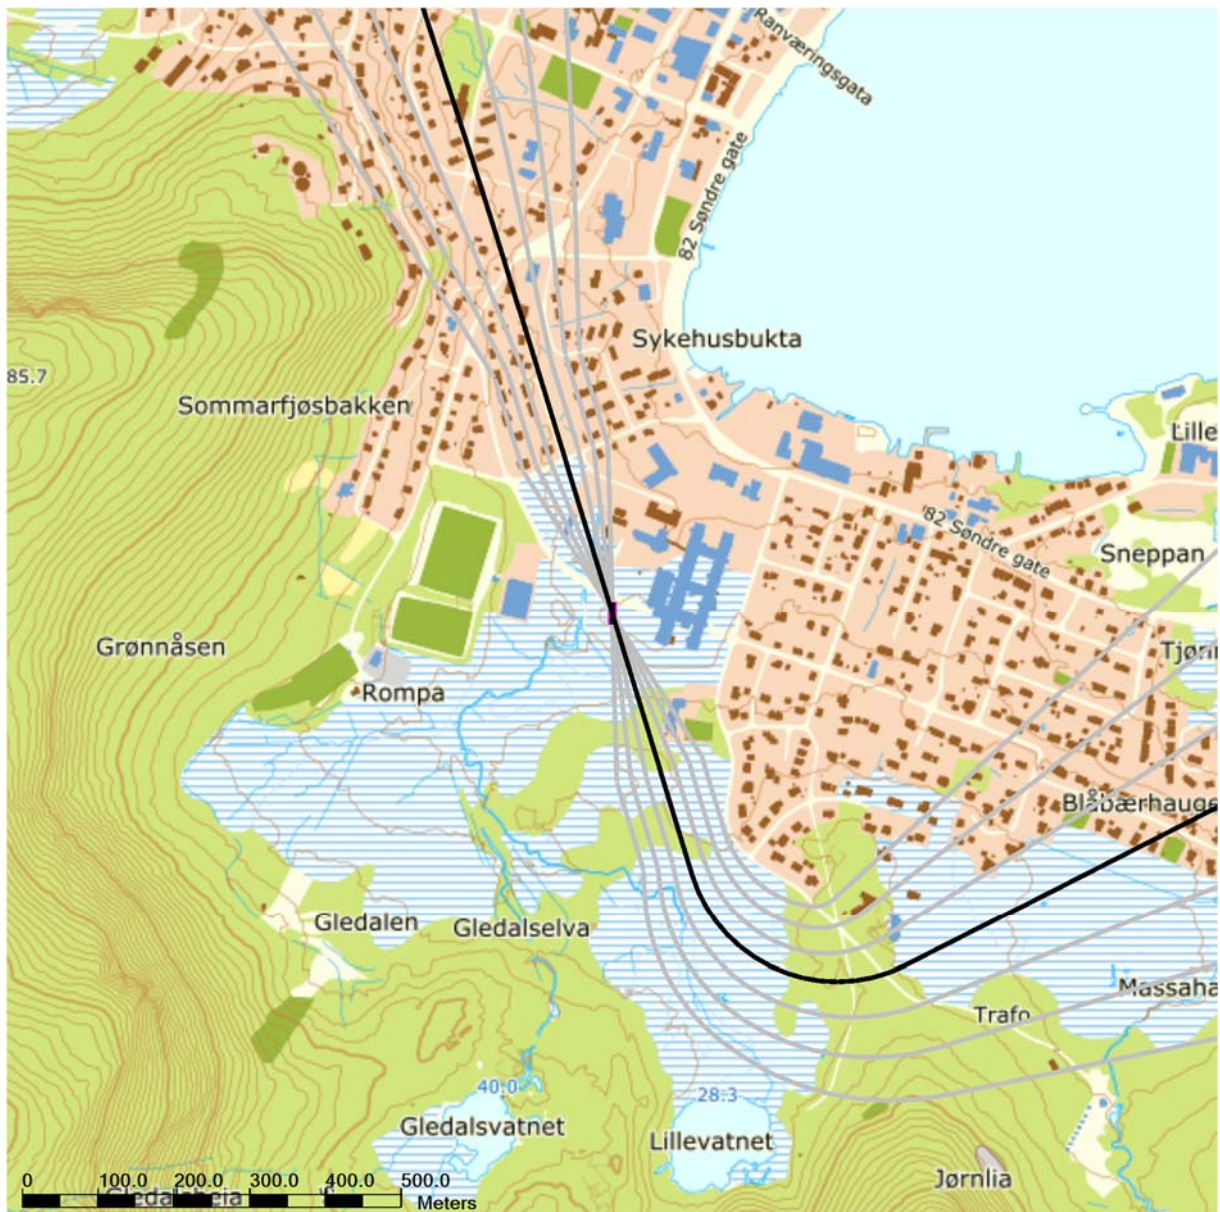 Ranværingsgata
82 Søndre gate
Sykehusbukta
85.7
Sommarfjøsbakken
Lille
82 Søndre gate
Sneppan
Grønnåsen
Rompa
Blåbærhauge
Gledalen
Gledalselva
Massaha
Trafo
40.0
28.3
Gledalsvatnet
Lillevatnet
Jørnlia
0 100.0 200.0 300.0 400.0 500.0
Meters
Gledalsheia